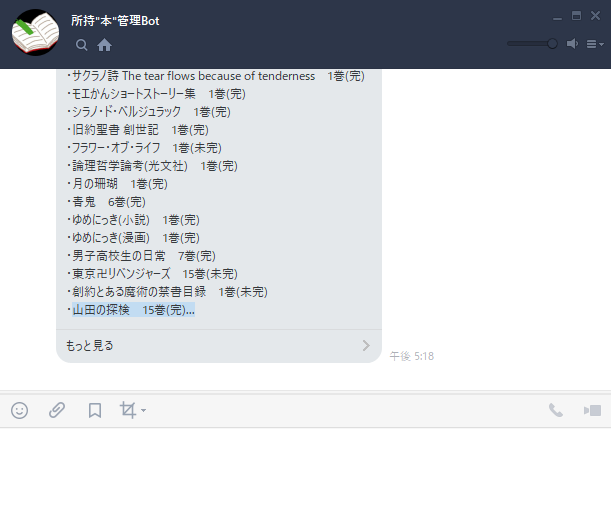 所持"本"管理Bot
・サクラノ詩 The tear flows because of tenderness　1巻(完)
・モエかんショートストーリー集　1巻(完)
・シラノ・ド・ベルジュラック　1巻(完)
・旧約聖書 創世記　1巻(完)
・フラワー・オブ・ライフ　1巻(未完)
・論理哲学論考(光文社)　1巻(完)
・月の珊瑚　1巻(完)
・青鬼　6巻(完)
・ゆめにっき(小説)　1巻(完)
・ゆめにっき(漫画)　1巻(完)
・男子高校生の日常　7巻(完)
・東京卍リベンジャーズ　15巻(未完)
・創約とある魔術の禁書目録　1巻(未完)
・山田の探検　15巻(完)...
もっと見る
午後 5:18